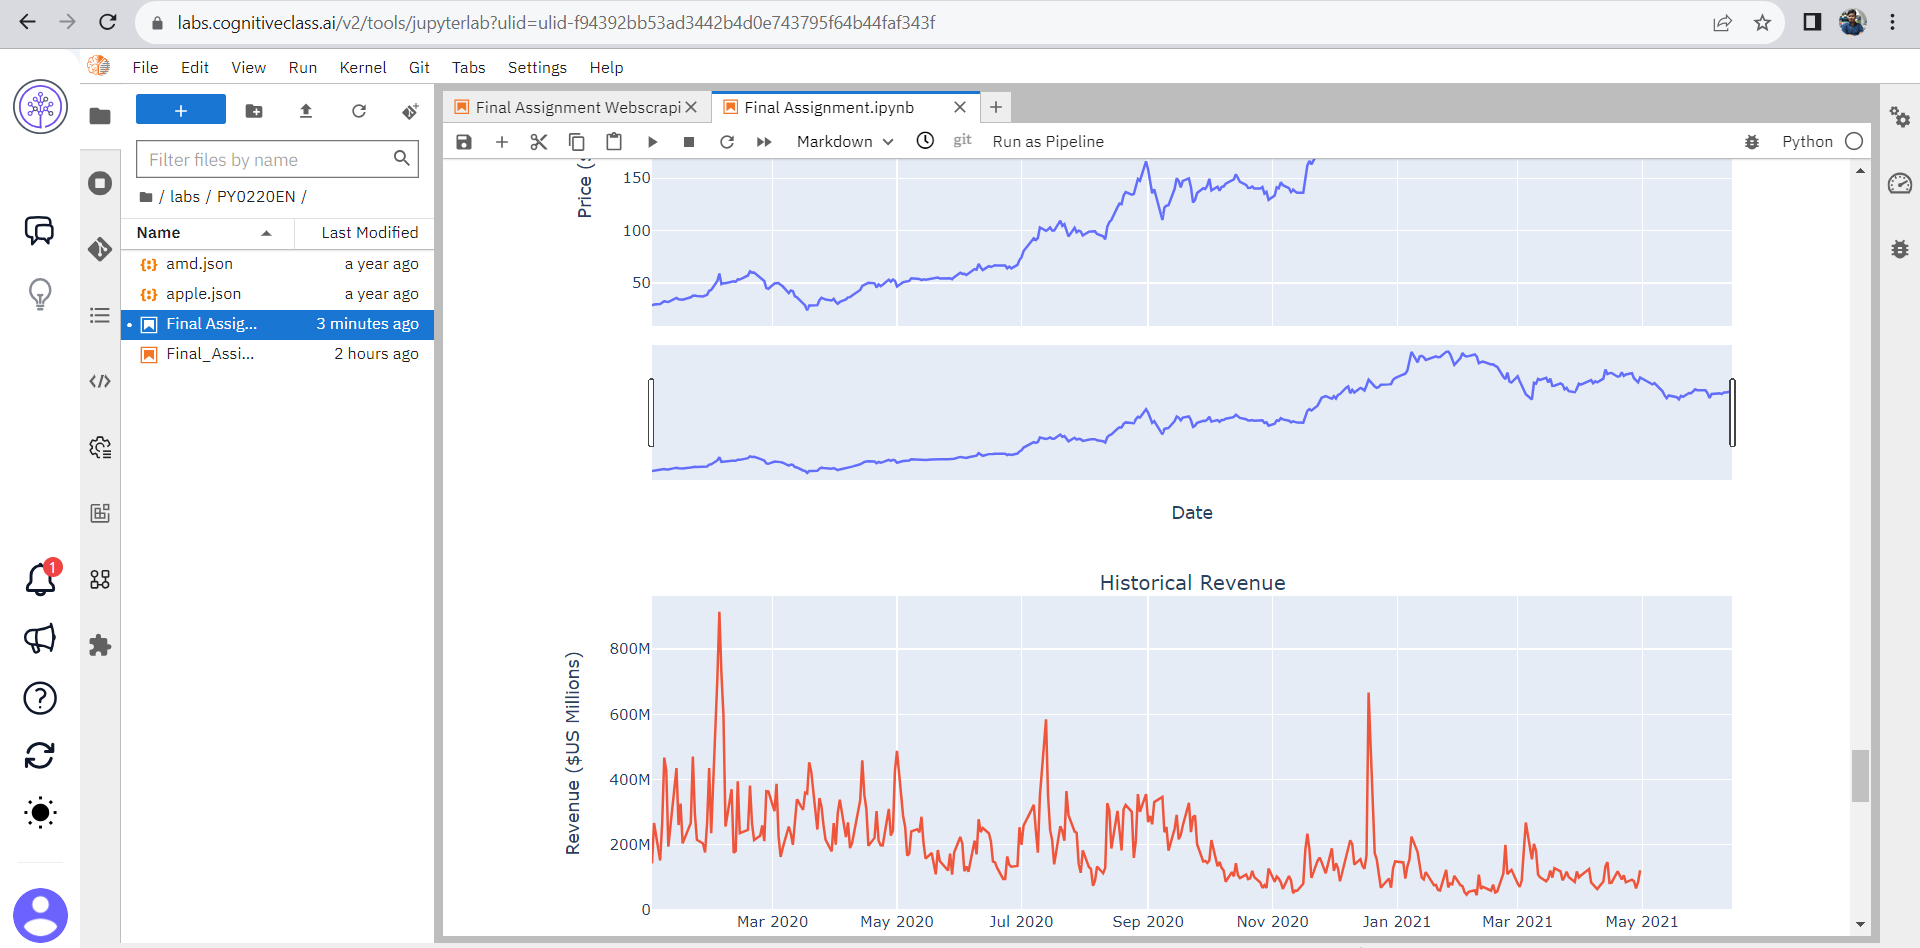 labs.cognitiveclass.ai/v2/tools/jupyterlab?ulid=ulid-f94392bb53ad3442b4d0e743795f64b44faf343f
File Edit View Run Kernel Git Tabs Settings Help
Final Assignment Webscrapi
Final Assignment.ipynb
Filter files by name
/ labs / PY0220EN /
Name Last Modified
amd.json a year ago
apple.json a year ago
Final Assig... 3 minutes ago
Final_Assi... 2 hours ago
1
Markdown
git
Run as Pipeline
Python
Price (
150
100
50
Date
Historical Revenue
Revenue ($US Millions)
800M
600M
400M
200M
0
Mar 2020 May 2020 Jul 2020 Sep 2020 Nov 2020 Jan 2021 Mar 2021 May 2021